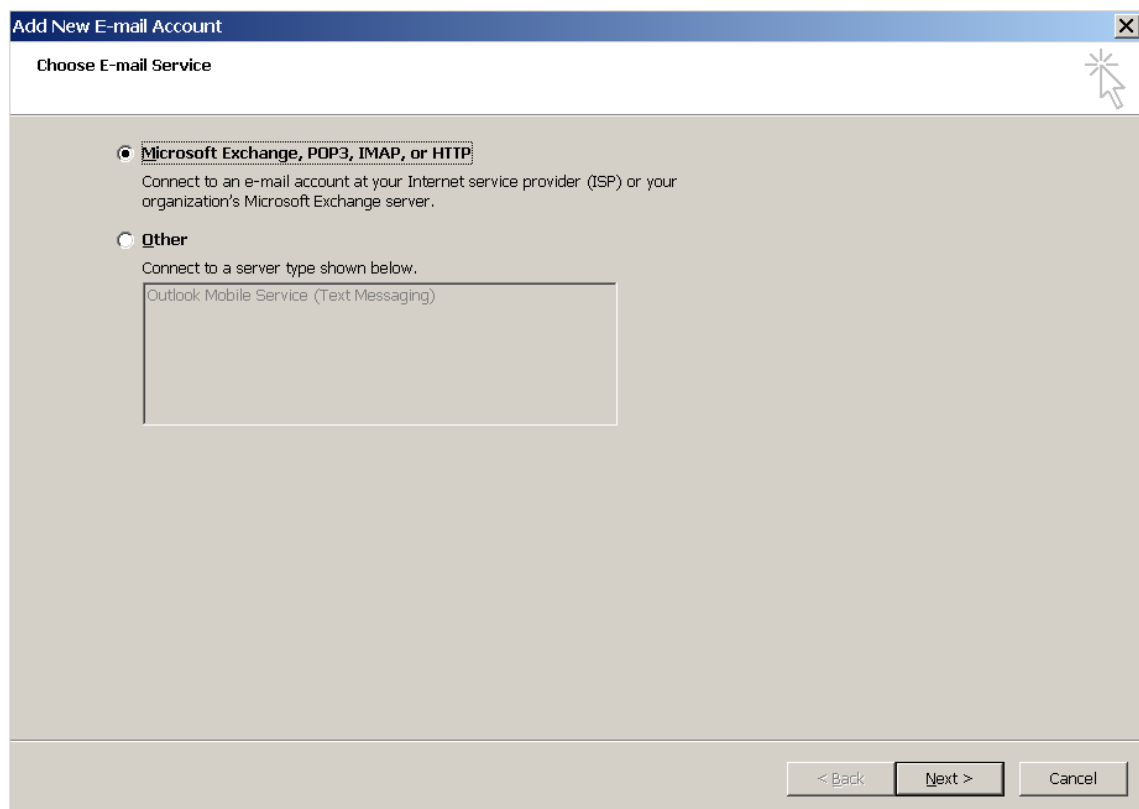 Add New E-mail Account
Choose E-mail Service
Microsoft Exchange, POP3, IMAP, or HTTP
Connect to an e-mail account at your Internet service provider (ISP) or your
organization's Microsoft Exchange server.
Other
Connect to a server type shown below.
Outlook Mobile Service (Text Messaging)
< Back
Next >
Cancel